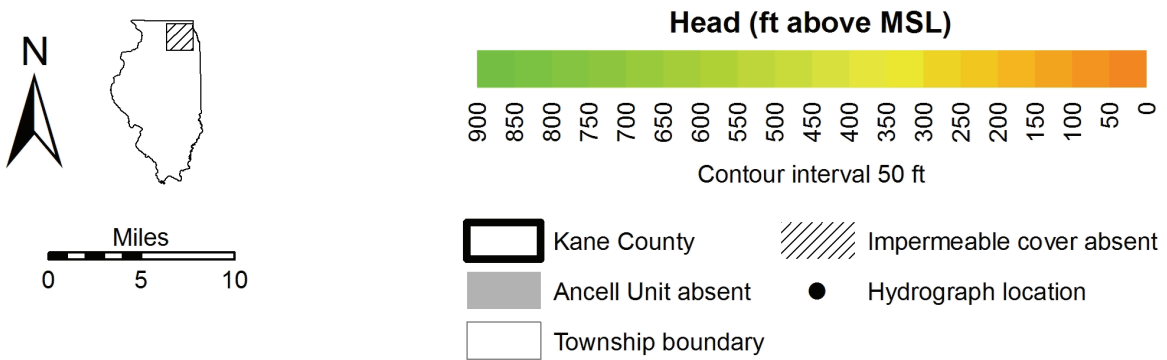 N
Miles
0 5 10
Head (ft above MSL)
900 850 800 750 700 650 600 550 500 450 400 350 300 250 200 150 100 50 0
Contour interval 50 ft
Kane County
Impermeable cover absent
Ancell Unit absent
Hydrograph location
Township boundary